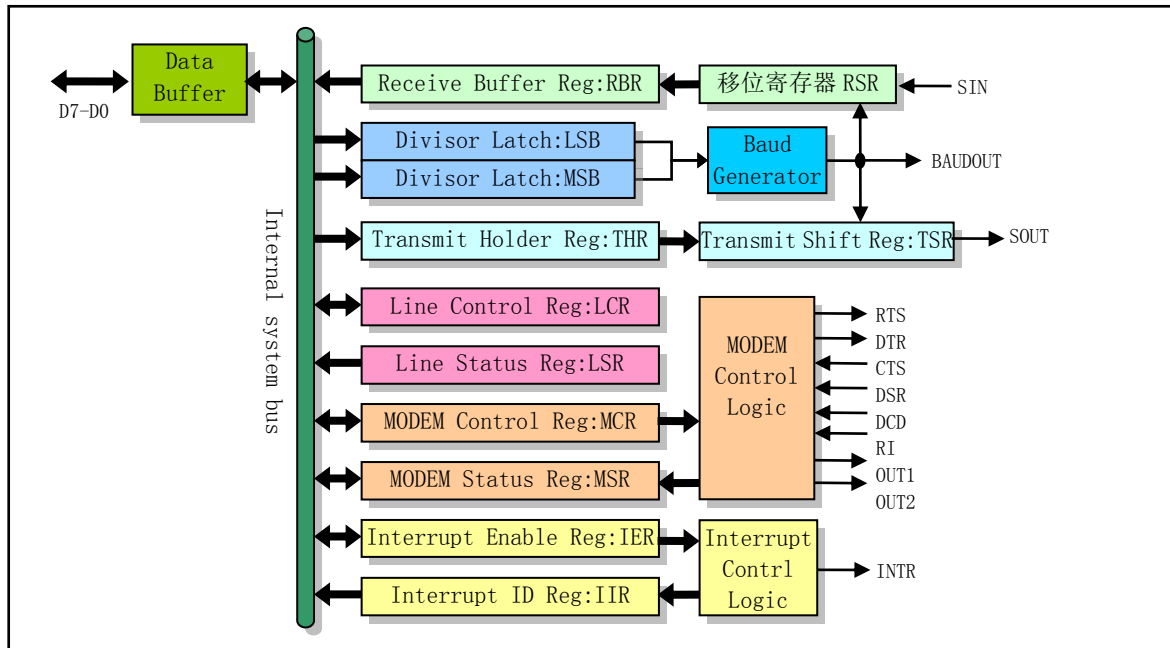 Data
Buffer
D7-D0
Internal system bus
Receive Buffer Reg:RBR
移位寄存器 RSR
SIN
Divisor Latch:LSB
Divisor Latch:MSB
Baud
Generator
BAUDOUT
Transmit Holder Reg:THR
Transmit Shift Reg:TSR
SOUT
Line Control Reg:LCR
Line Status Reg:LSR
MODEM Control Reg:MCR
MODEM Status Reg:MSR
MODEM
Control
Logic
RTS
DTR
CTS
DSR
DCD
RI
OUT1
OUT2
Interrupt Enable Reg:IER
Interrupt ID Reg:IIR
Interrupt
Contrl
Logic
INTR